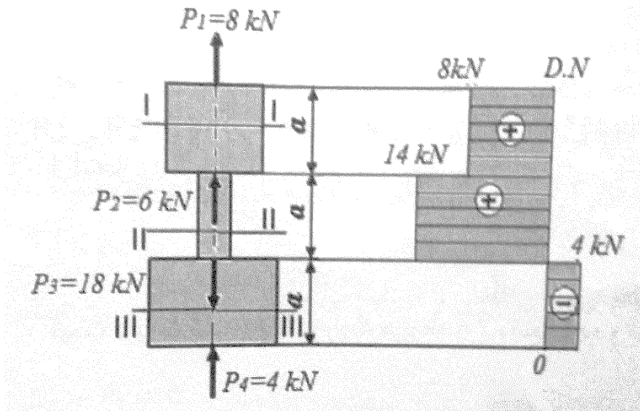 P1=8 kN
8kN D.N
I I
a
14 kN
P2=6 kN
a
II II
4 kN
P3=18 kN
a
III III
0
P4=4 kN